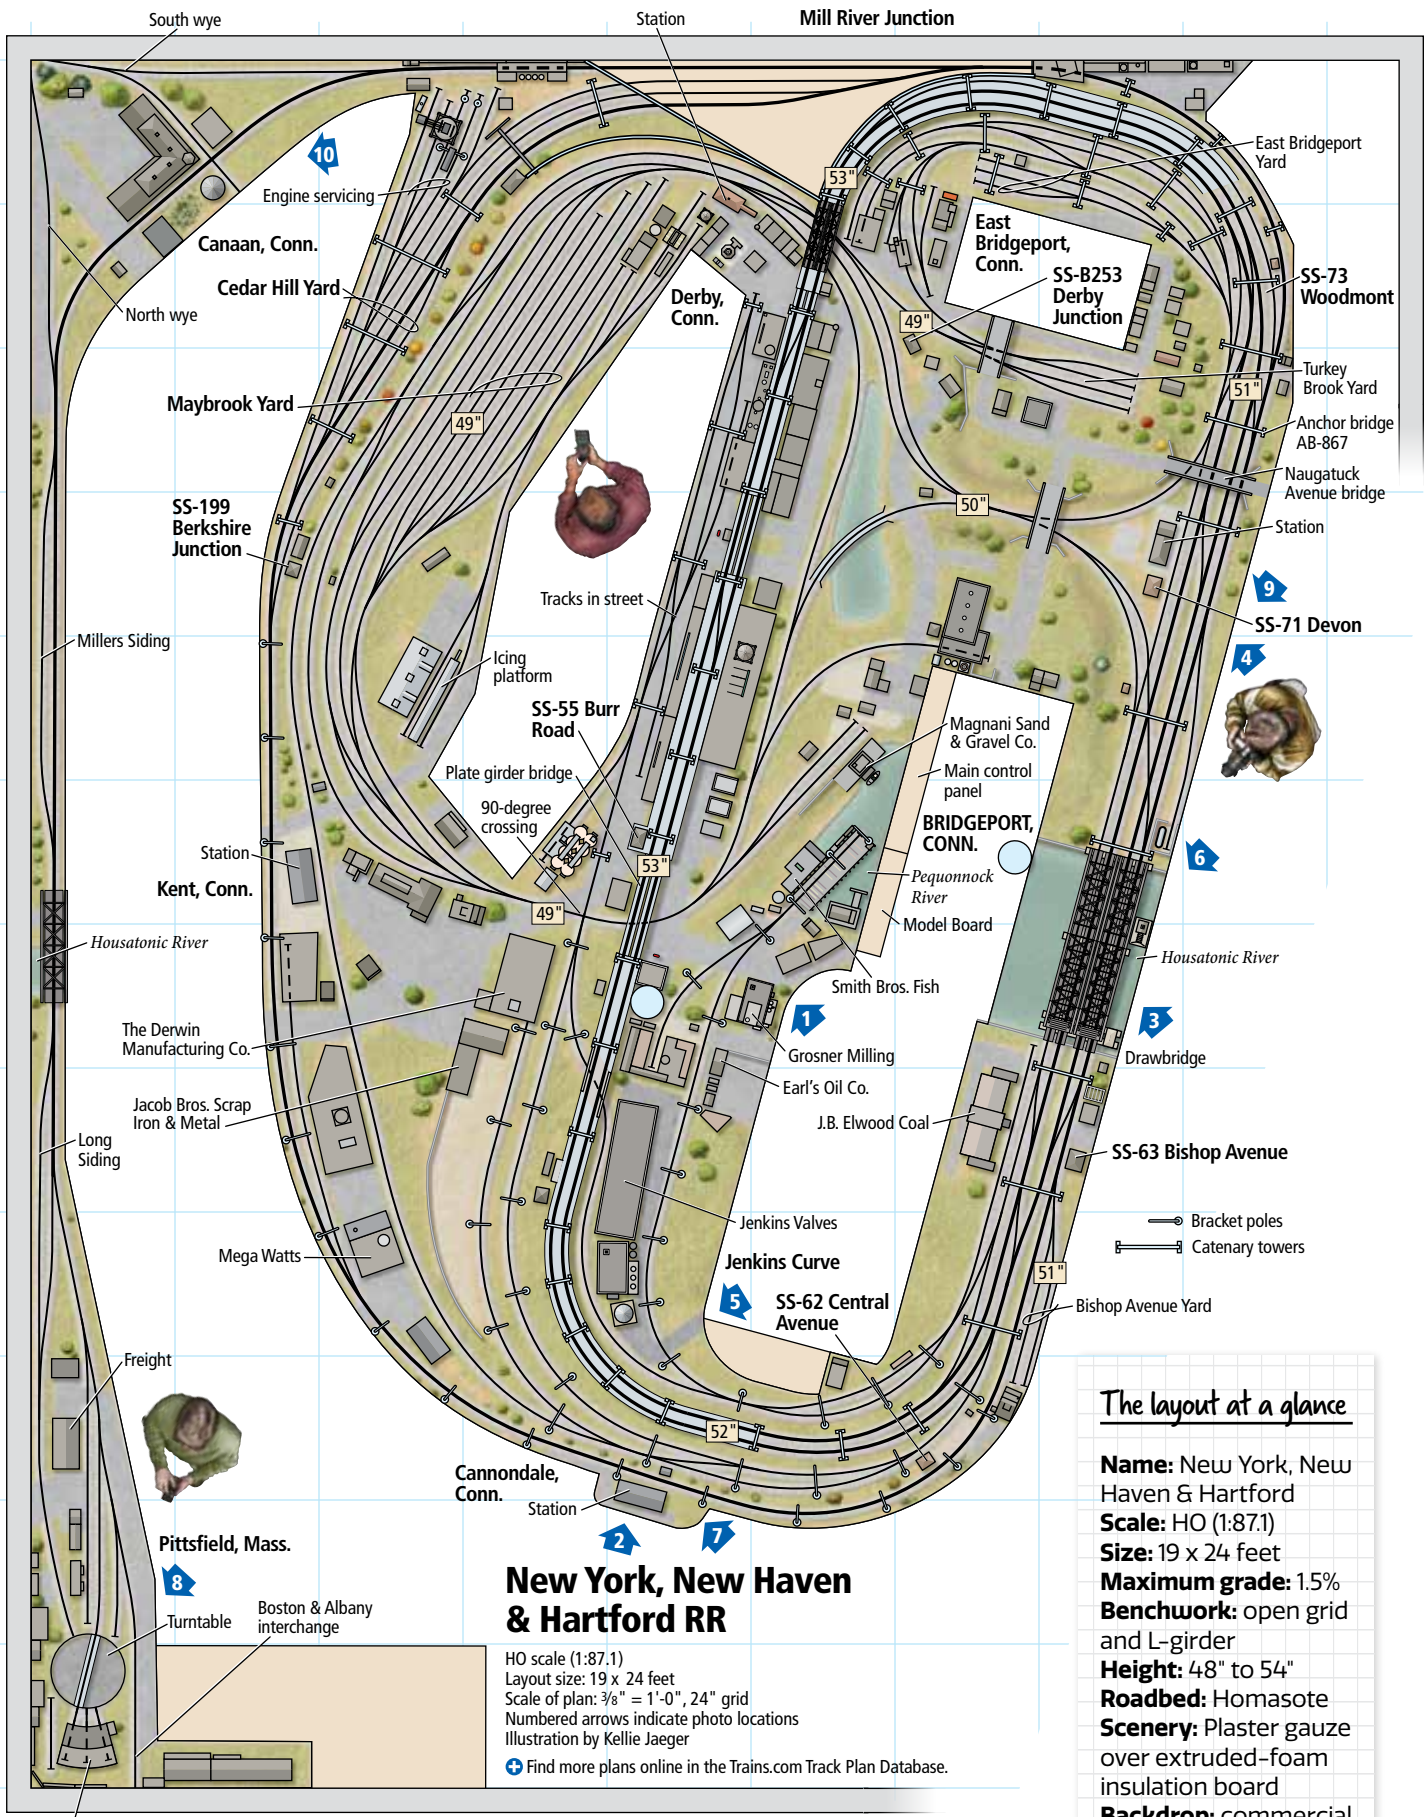 South wye
Station
Mill River Junction
10
Engine servicing
Canaan, Conn.
Cedar Hill Yard
North wye
Maybrook Yard
49"
53"
East Bridgeport
Yard
East
Bridgeport,
Conn.
SS-B253
Derby
Junction
SS-73
Woodmont
Derby,
Conn.
49"
Turkey
Brook Yard
51"
Anchor bridge
AB-867
Naugatuck
Avenue bridge
Station
50"
9
SS-71 Devon
4
SS-199
Berkshire
Junction
Tracks in street
Millers Siding
Icing
platform
SS-55 Burr
Road
Plate girder bridge
90-degree
crossing
Magnani Sand
& Gravel Co.
Main control
panel
BRIDGEPORT,
CONN.
6
Station
Kent, Conn.
53"
49"
Pequonnock
River
Model Board
Housatonic River
Housatonic River
Smith Bros. Fish
1
3
The Derwin
Manufacturing Co.
Grosner Milling
Drawbridge
Earl's Oil Co.
Jacob Bros. Scrap
Iron & Metal
J.B. Elwood Coal
Long
Siding
SS-63 Bishop Avenue
Jenkins Valves
Bracket poles
Catenary towers
Mega Watts
Jenkins Curve
51"
5
SS-62 Central
Avenue
Bishop Avenue Yard
Freight
52"
Cannondale,
Conn.
Station
2
7
Pittsfield, Mass.
8
Turntable
Boston & Albany
interchange
New York, New Haven
& Hartford RR
HO scale (1:87.1)
Layout size: 19 x 24 feet
Scale of plan: 3/8" = 1'-0", 24" grid
Numbered arrows indicate photo locations
Illustration by Kellie Jaeger
Find more plans online in the Trains.com Track Plan Database.
The layout at a glance
Name: New York, New
Haven & Hartford
Scale: HO (1:87.1)
Size: 19 x 24 feet
Maximum grade: 1.5%
Benchwork: open grid
and L-girder
Height: 48" to 54"
Roadbed: Homasote
Scenery: Plaster gauze
over extruded-foam
insulation board
Backdrop: commercial